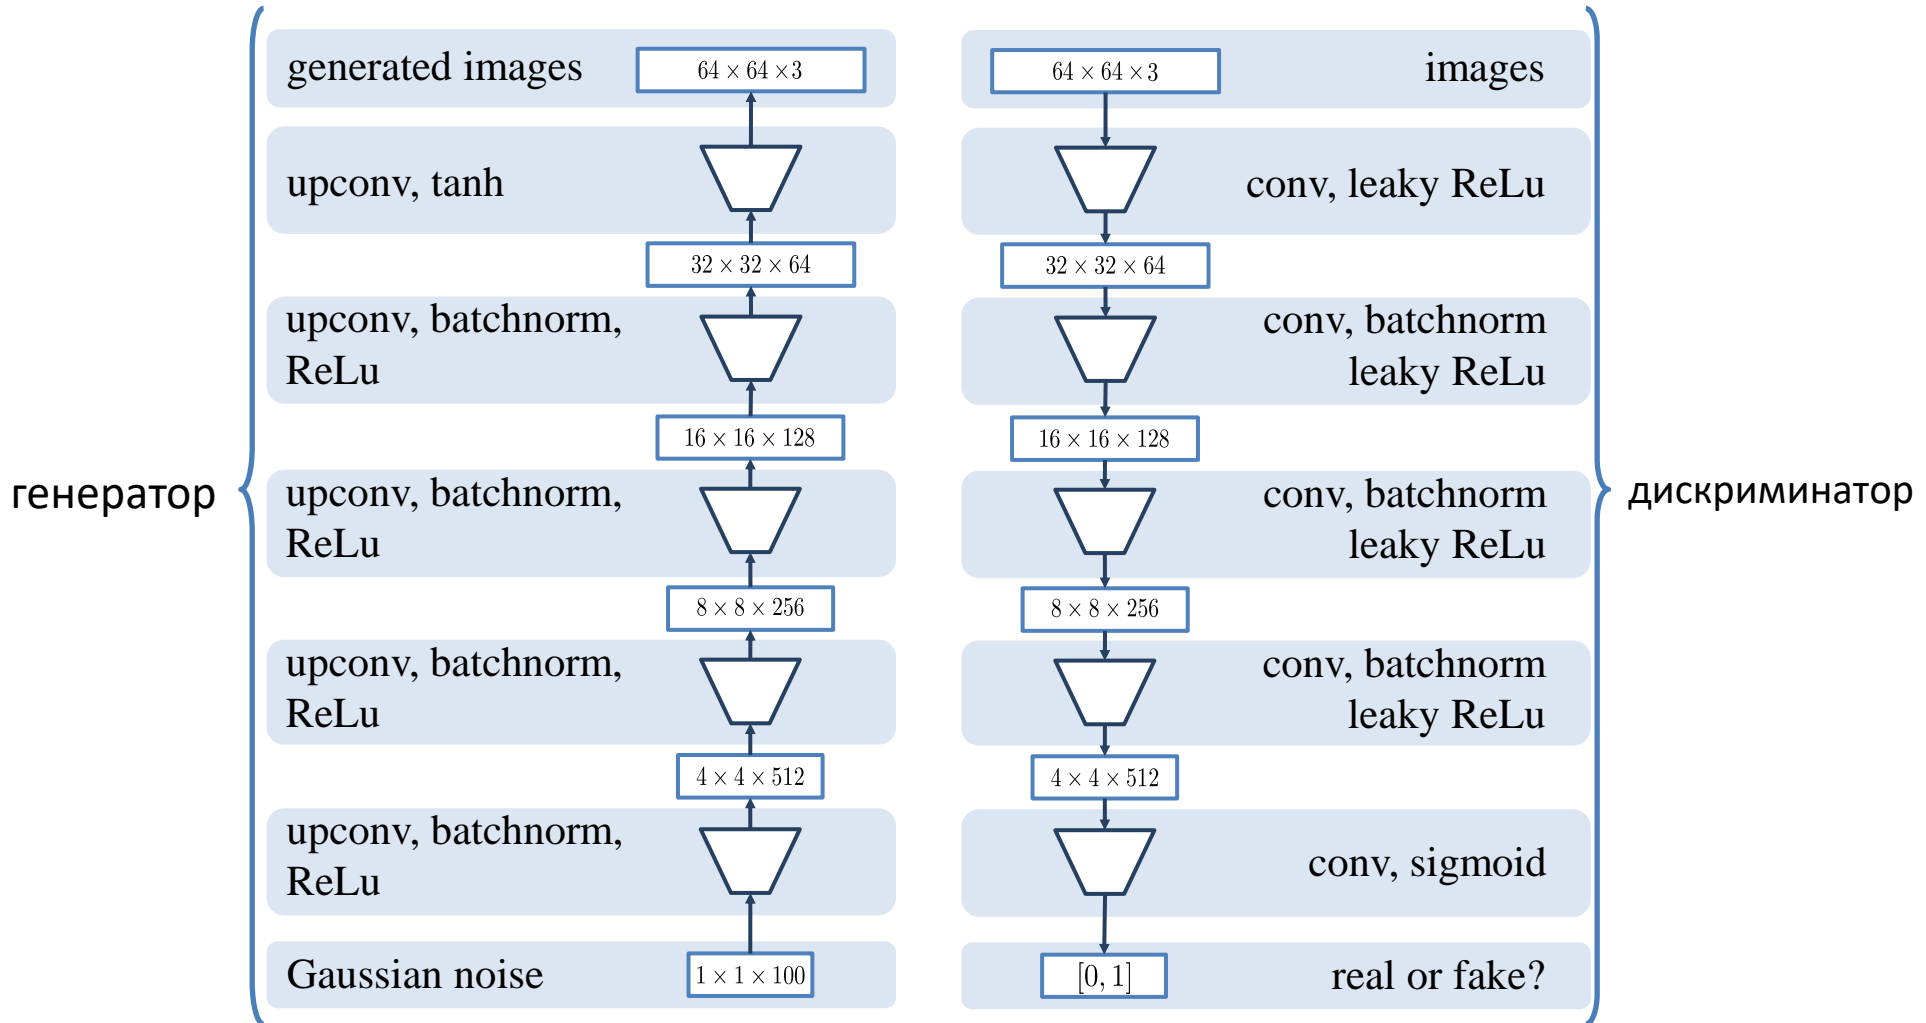 генератор
generated images
64 × 64 × 3
upconv, tanh
32 × 32 × 64
upconv, batchnorm,
ReLu
16 × 16 × 128
upconv, batchnorm,
ReLu
8 × 8 × 256
upconv, batchnorm,
ReLu
4 × 4 × 512
upconv, batchnorm,
ReLu
Gaussian noise
1 × 1 × 100
64 × 64 × 3
images
conv, leaky ReLu
32 × 32 × 64
conv, batchnorm
leaky ReLu
16 × 16 × 128
conv, batchnorm
leaky ReLu
8 × 8 × 256
conv, batchnorm
leaky ReLu
4 × 4 × 512
conv, sigmoid
[0, 1]
real or fake?
дискриминатор